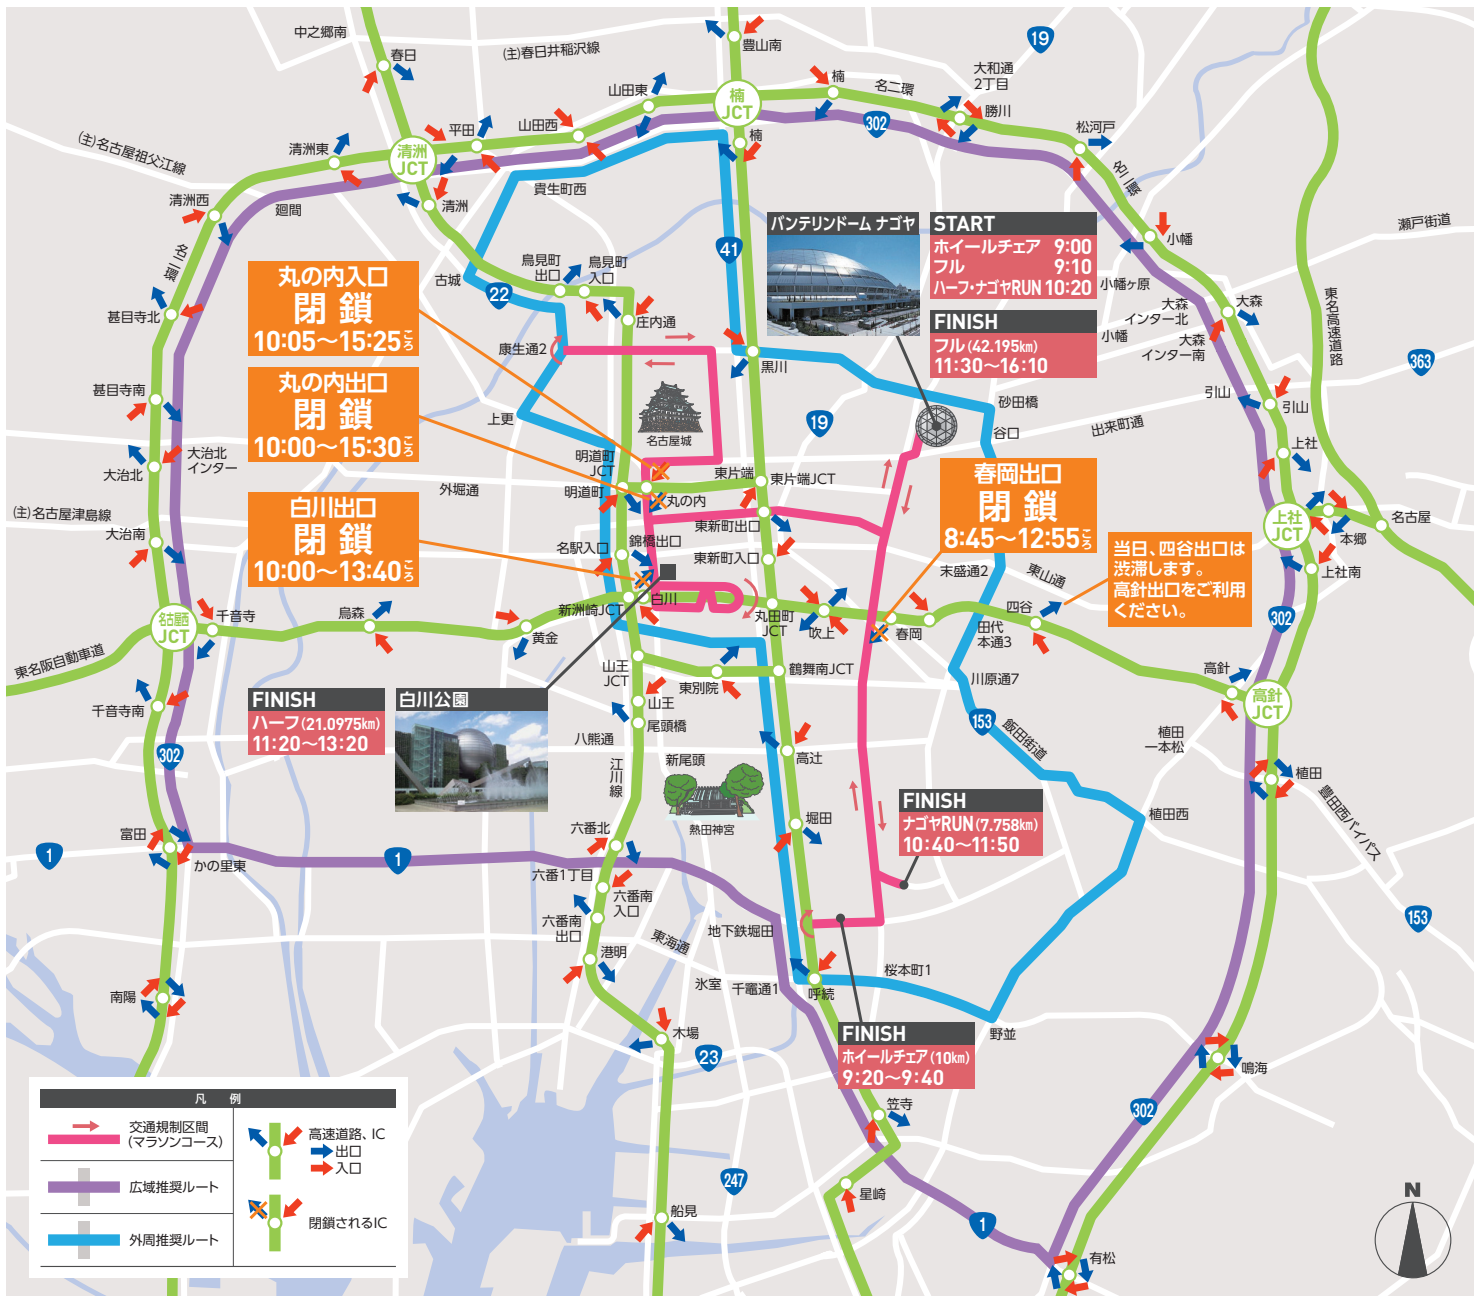 中之郷南
春日
(主)春日井稲沢線
豊山南
19
大和通
2丁目
楠
名二環
勝川
山田東
楠
JCT
302
松河戸
山田西
平田
清洲東
清洲
JCT
楠
(主)名古屋祖父江線
清洲西
廻間
清洲
貴生町西
名二環
名二環
小幡
瀬戸街道
バンテリンドーム ナゴヤ
START
ホイールチェア 9:00
フル 9:10
ハーフ・ナゴヤRUN 10:20
FINISH
フル(42.195km)
11:30～16:10
41
鳥見町
出口
鳥見町
入口
古城
22
庄内通
康生通2
黒川
小幡ヶ原
小幡
大森
インター北
大森
大森
インター南
東名高速道路
363
引山
引山
丸の内入口
閉鎖
10:05～15:25ころ
丸の内出口
閉鎖
10:00～15:30ころ
白川出口
閉鎖
10:00～13:40ころ
甚目寺北
甚目寺南
大治北
インター
大治北
(主)名古屋津島線
大治南
上更
名古屋城
19
砂田橋
谷口
出来町通
上社
明道町
JCT
明道町
外堀通
丸の内
東片端
東片端JCT
東新町出口
東新町入口
錦橋出口
名駅入口
春岡出口
閉鎖
8:45～12:55ころ
当日、四谷出口は
渋滞します。
高針出口をご利用
ください。
上社
JCT
本郷
名古屋
上社南
末盛通2
東山通
名古屋西
JCT
千音寺
烏森
黄金
新洲崎JCT
白川
丸田町
JCT
吹上
春岡
四谷
田代
本通3
302
東名阪自動車道
千音寺南
山王
JCT
東別院
鶴舞南JCT
川原通7
高針
高針
JCT
FINISH
ハーフ(21.0975km)
11:20～13:20
白川公園
山王
尾頭橋
八熊通
江川線
新尾頭
熱田神宮
高辻
153
飯田街道
植田
一本松
植田
豊田西バイパス
302
FINISH
ナゴヤRUN(7.758km)
10:40～11:50
堀田
植田西
富田
1
かの里東
1
六番北
六番1丁目
六番南
入口
六番南
出口
港明
東海通
地下鉄堀田
氷室
千竈通1
桜本町1
呼続
野並
153
南陽
木場
23
FINISH
ホイールチェア(10km)
9:20～9:40
笠寺
鳴海
302
247
星崎
船見
1
有松
N
凡例
交通規制区間
(マラソンコース)
広域推奨ルート
外周推奨ルート
高速道路、IC
出口
入口
閉鎖されるIC